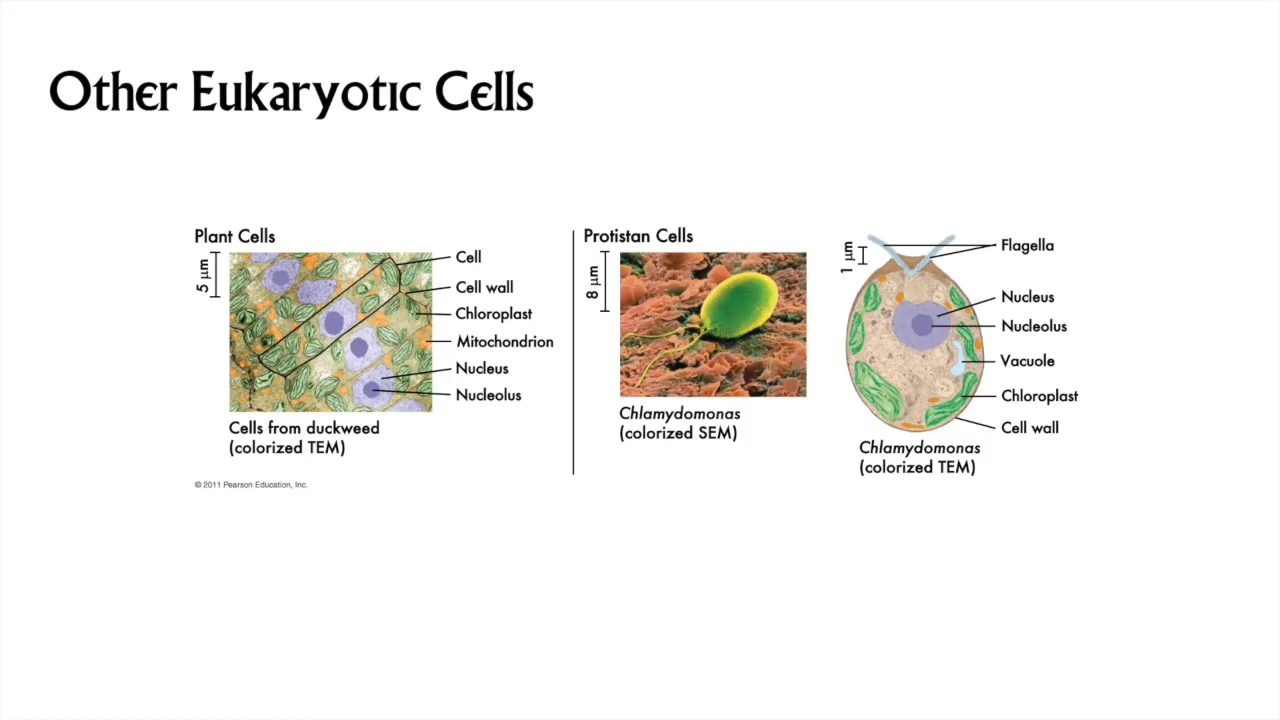 Other Eukaryotic Cells
Plant Cells
5 μm
Cell
Cell wall
Chloroplast
Mitochondrion
Nucleus
Nucleolus
Cells from duckweed
(colorized TEM)
© 2011 Pearson Education, Inc.
Protistan Cells
8 μm
Chlamydomonas
(colorized SEM)
1 μm
Flagella
Nucleus
Nucleolus
Vacuole
Chloroplast
Cell wall
Chlamydomonas
(colorized TEM)